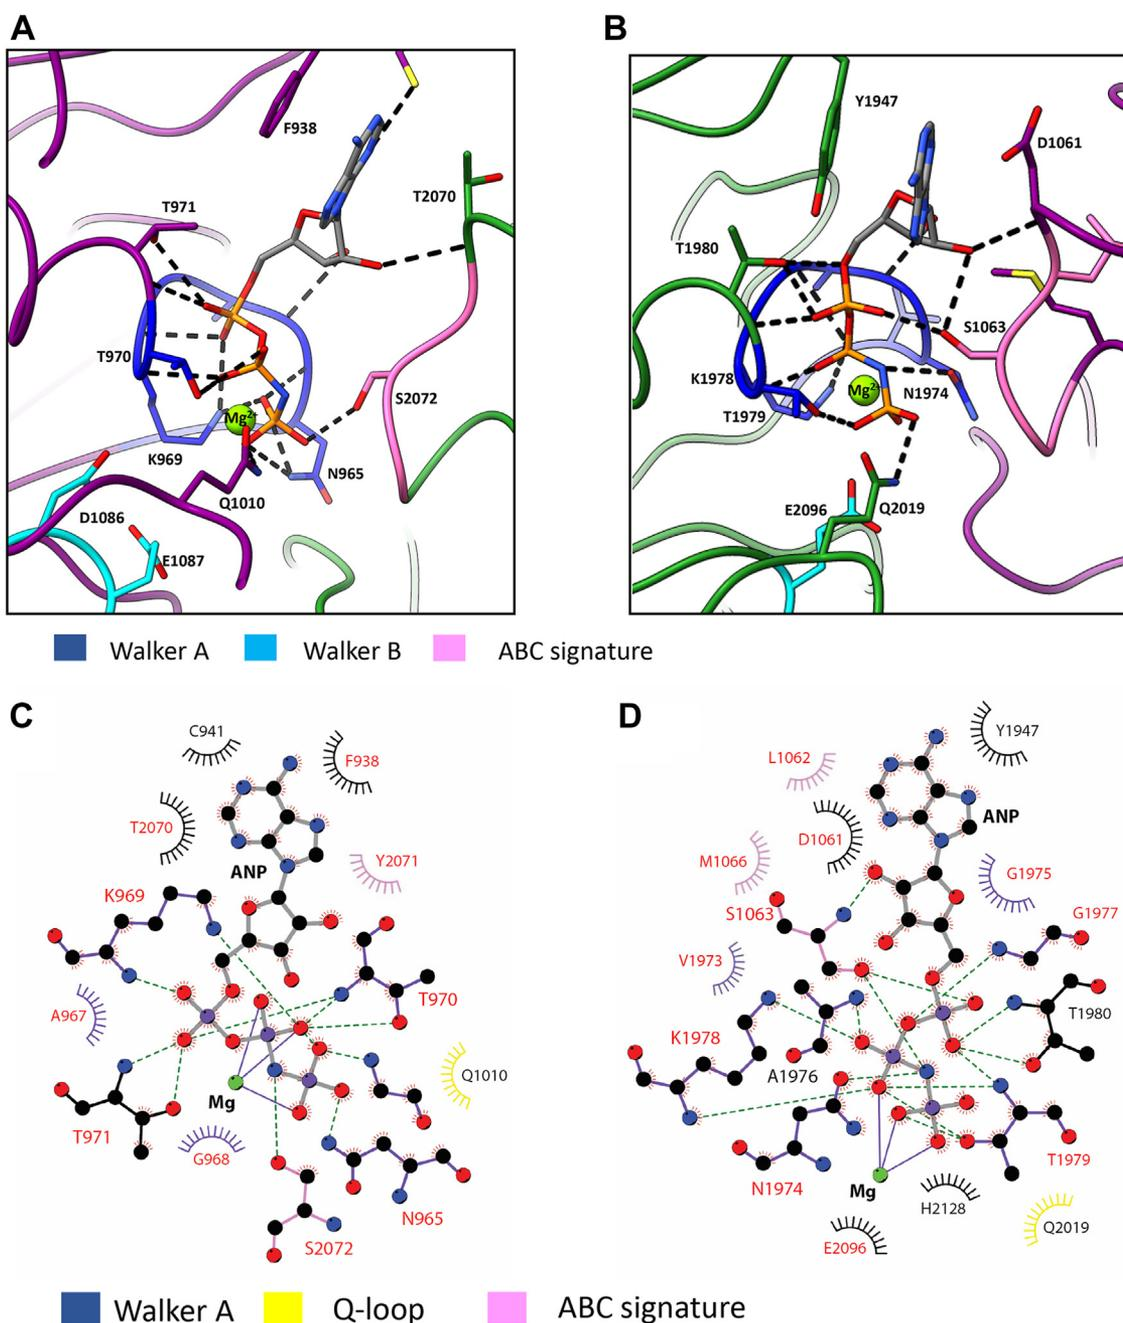 A
B
F938
Y1947
D1061
T971
T2070
T1980
S1063
T970
K1978
N1974
Mg2+
T1979
S2072
Mg2+
K969
N965
Q1010
E2096
Q2019
D1086
E1087
Walker A
Walker B
ABC signature
C
D
C941
F938
Y1947
L1062
T2070
ANP
D1061
ANP
Y2071
M1066
G1975
K969
S1063
G1977
T970
V1973
A967
K1978
T1980
A1976
Q1010
Mg
T971
G968
T1979
N1974
N965
Mg
H2128
S2072
E2096
Q2019
Walker A
Q-loop
ABC signature